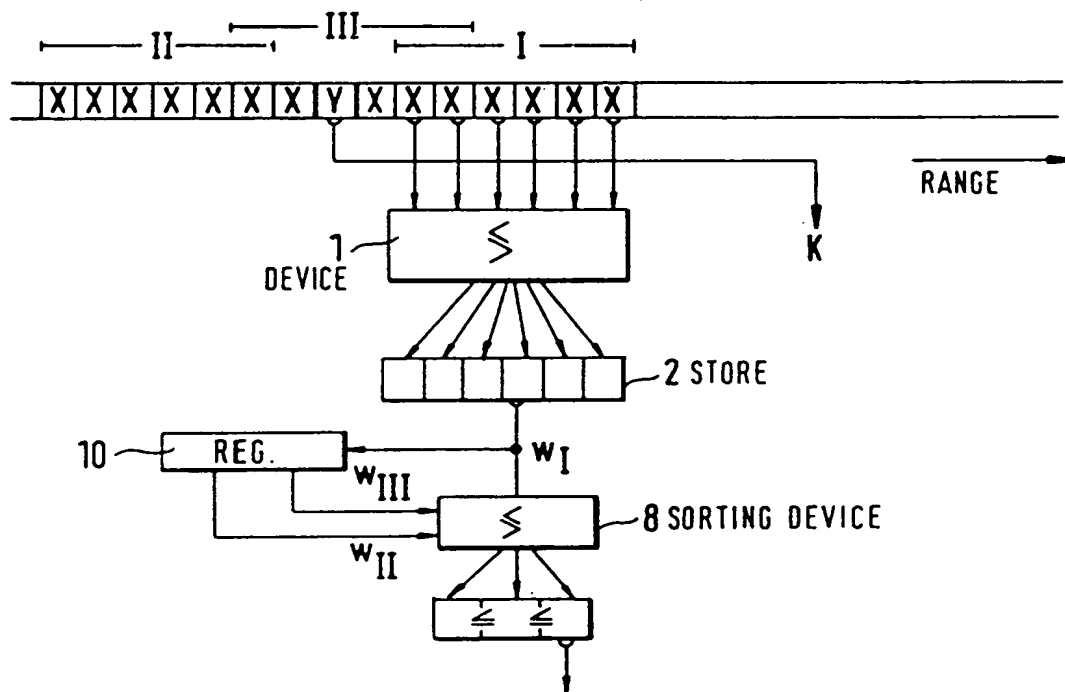 III
II I
X X X X X X X Y X X X X X X X
RANGE
K
1 DEVICE ≶
2 STORE
10 REG. w_I
w_III
≶ 8 SORTING DEVICE
w_II
≤ ≤